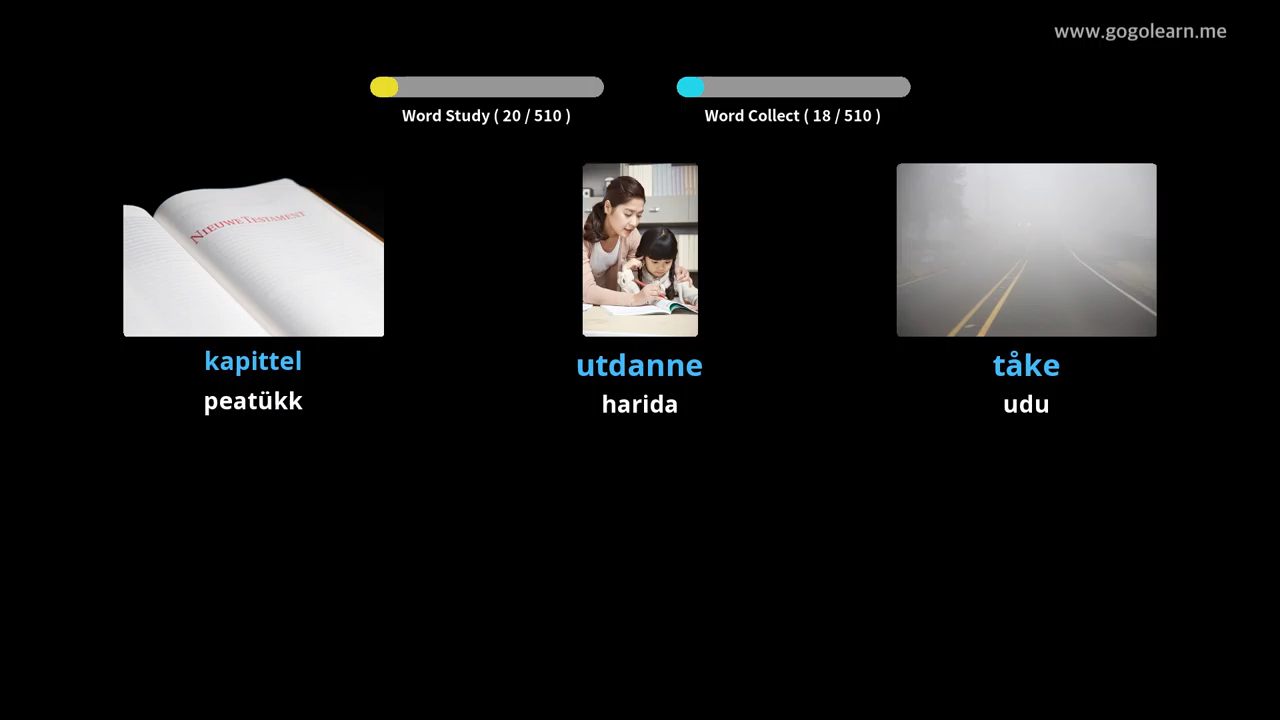 www.gogolearn.me
Word Study ( 20 / 510 )
Word Collect ( 18 / 510 )
NIEUWE TESTAMENT
kapittel
utdanne
tåke
peatükk
harida
udu